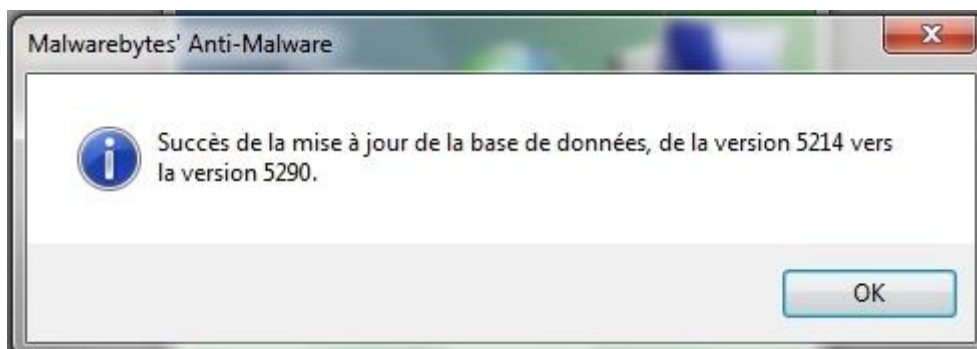 Malwarebytes' Anti-Malware
Succès de la mise à jour de la base de données, de la version 5214 vers
la version 5290.
OK